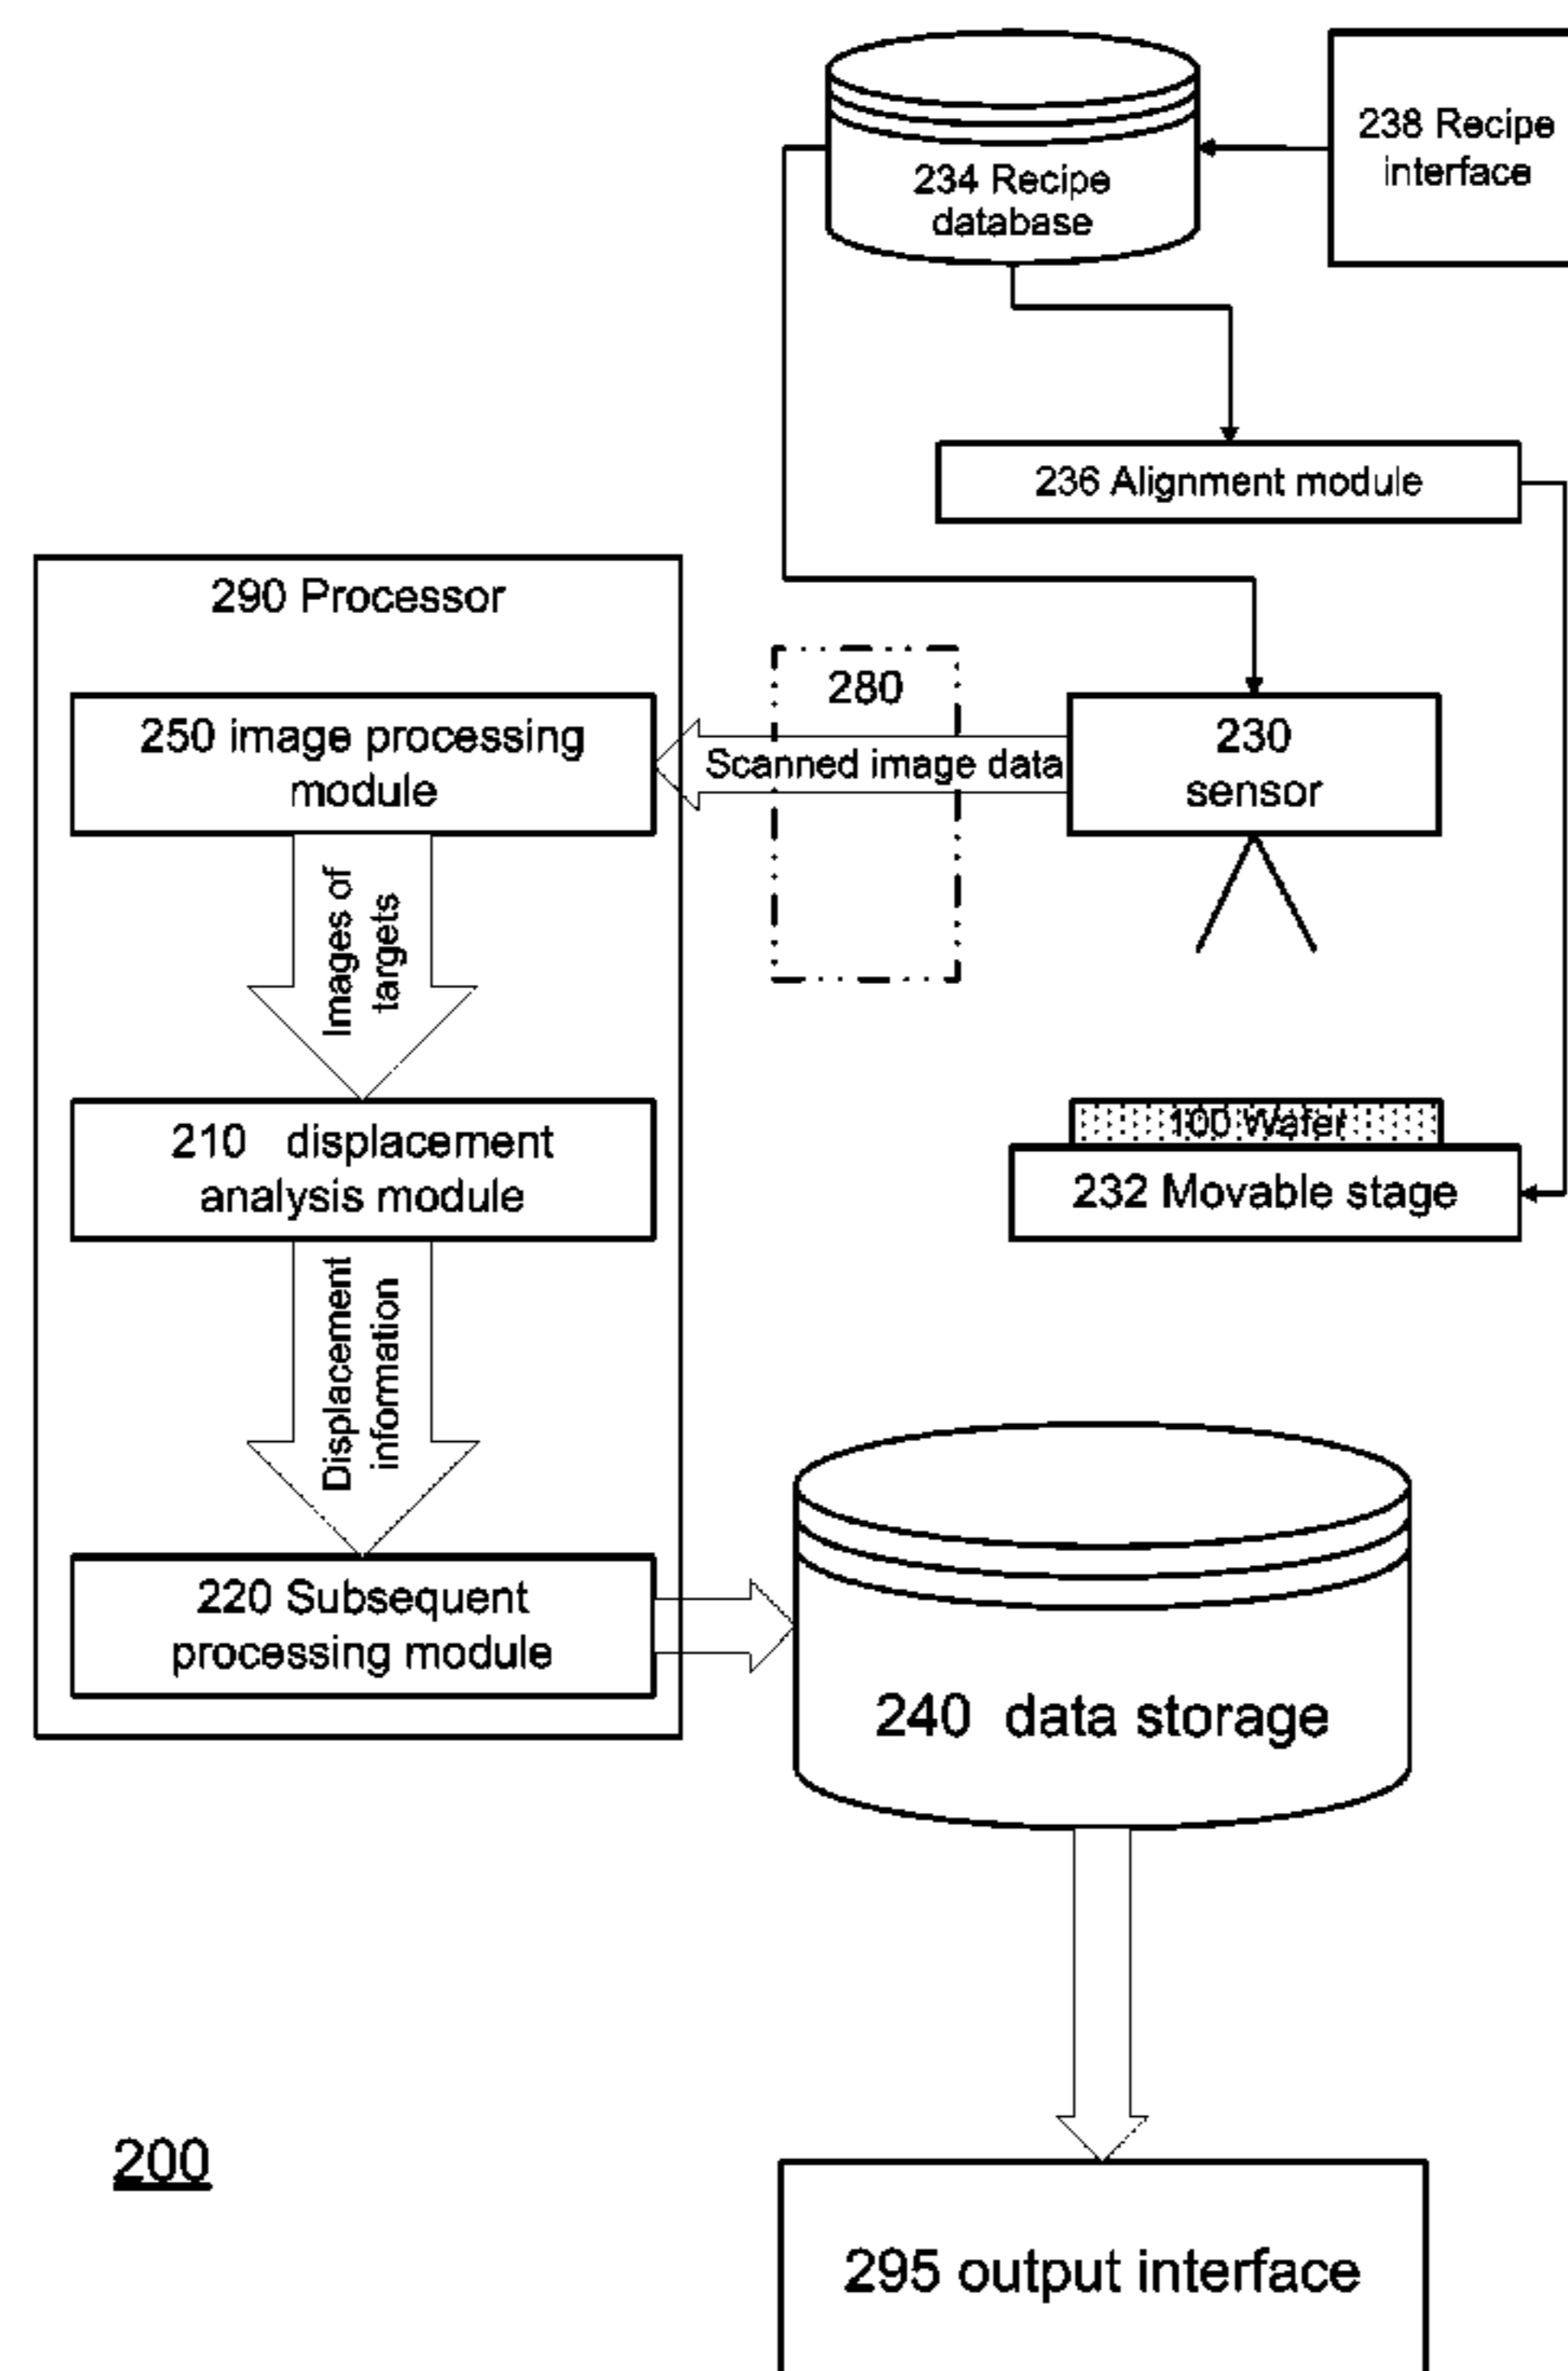 234 Recipe
database
238 Recipe
interface
236 Alignment module
290 Processor
280
250 image processing
module
Scanned image data
230
sensor
Images of
targets
210 displacement
analysis module
100 Wafer
232 Movable stage
Displacement
information
220 Subsequent
processing module
240 data storage
200
295 output interface